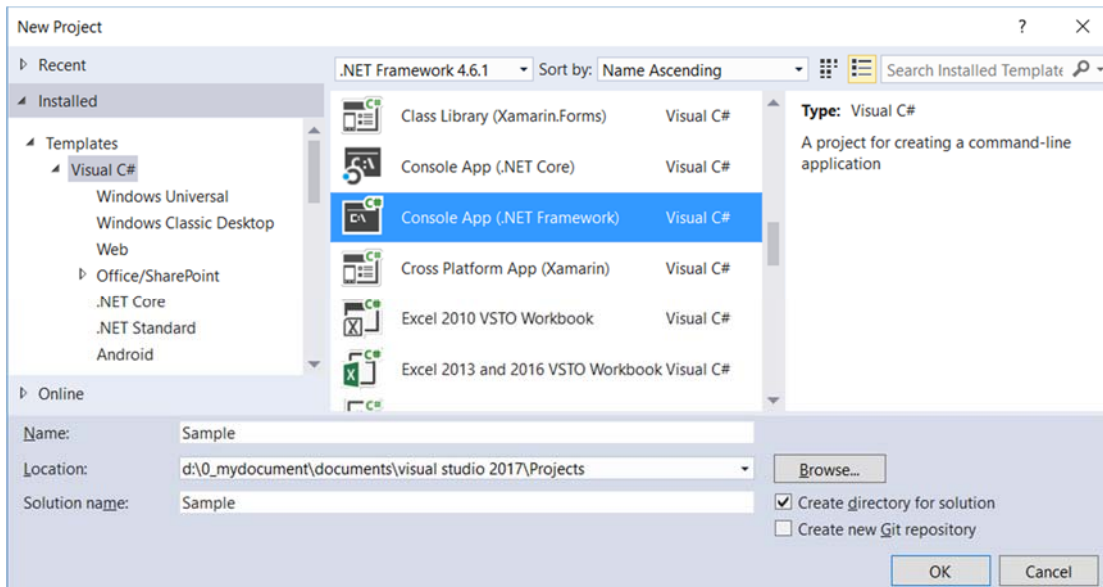 New Project ?
Recent
Installed
Templates
Visual C#
Windows Universal
Windows Classic Desktop
Web
Office/SharePoint
.NET Core
.NET Standard
Android
Online
.NET Framework 4.6.1 Sort by: Name Ascending Search Installed Template
Class Library (Xamarin.Forms) Visual C#
Console App (.NET Core) Visual C#
Console App (.NET Framework) Visual C#
Cross Platform App (Xamarin) Visual C#
Excel 2010 VSTO Workbook Visual C#
Excel 2013 and 2016 VSTO Workbook Visual C#
Type: Visual C#
A project for creating a command-line
application
Name: Sample
Location: d:\0_mydocument\documents\visual studio 2017\Projects Browse...
Solution name: Sample
Create directory for solution
Create new Git repository
OK Cancel